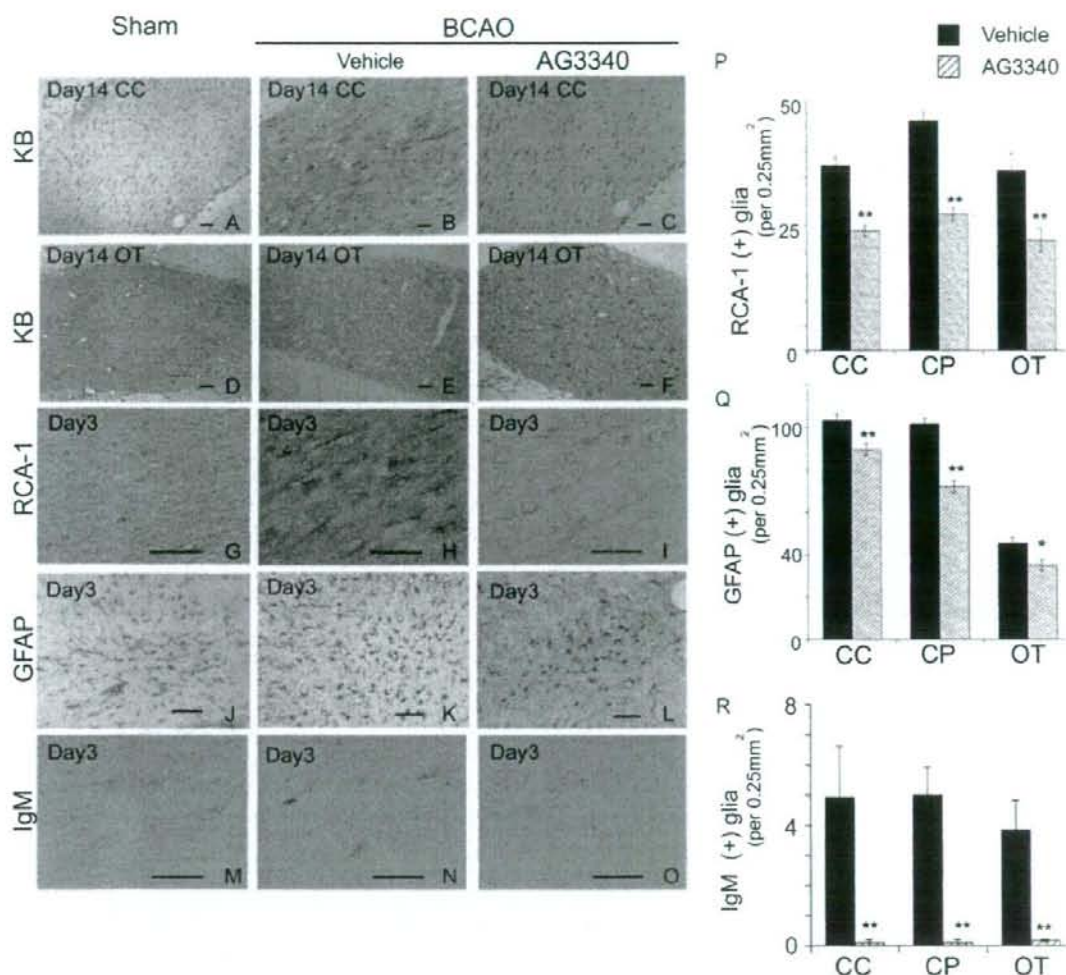 Sham
BCAO
Vehicle
AG3340
KB
Day14 CC
A
Day14 CC
B
Day14 CC
C
KB
Day14 OT
D
Day14 OT
E
Day14 OT
F
RCA-1
Day3
G
Day3
H
Day3
I
GFAP
Day3
J
Day3
K
Day3
L
IgM
Day3
M
Day3
N
Day3
O
Vehicle
AG3340
P
RCA-1 (+) glia
(per 0.25mm²)
50
25
0
**
**
**
CC CP OT
Q
GFAP (+) glia
(per 0.25mm²)
100
40
0
**
**
*
CC CP OT
R
IgM (+) glia
(per 0.25mm²)
8
4
0
**
**
**
CC CP OT